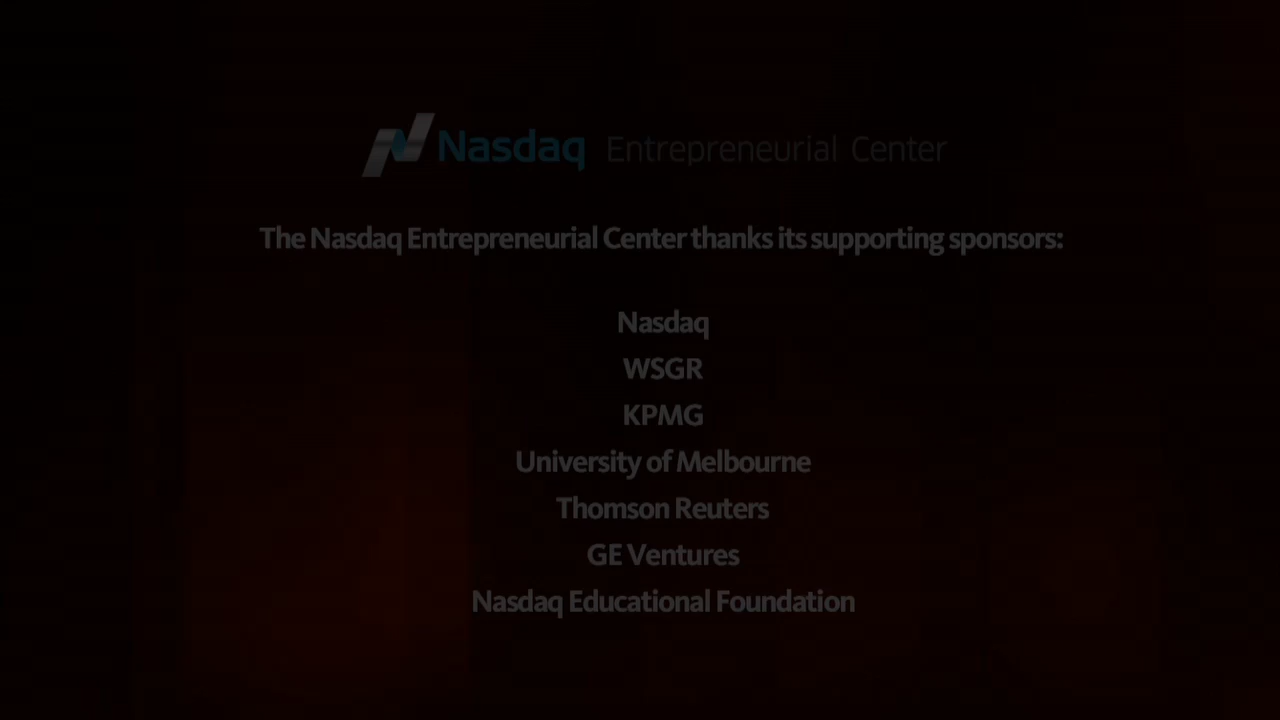 Nasdaq Entrepreneurial Center
The Nasdaq Entrepreneurial Center thanks its supporting sponsors:
Nasdaq
WSGR
KPMG
University of Melbourne
Thomson Reuters
GE Ventures
Nasdaq Educational Foundation